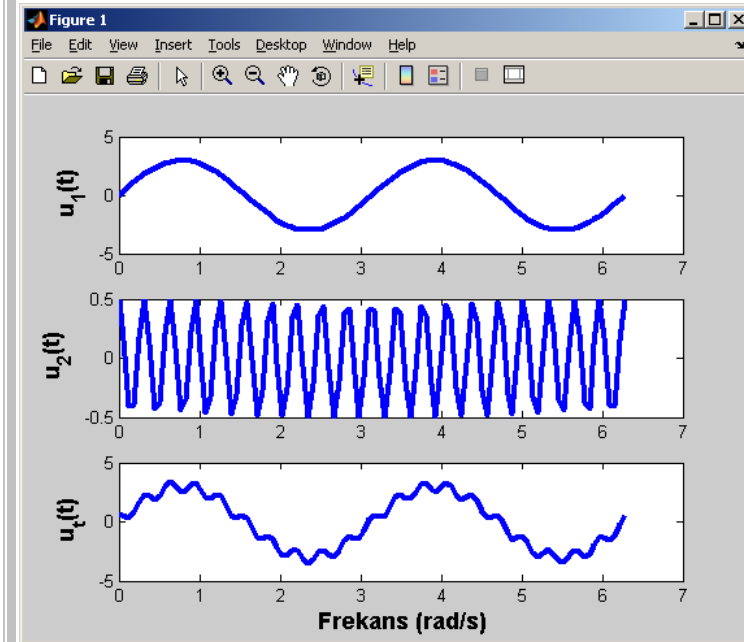 Figure 1
File Edit View Insert Tools Desktop Window Help
5
0
-5
u1(t)
0 1 2 3 4 5 6 7
0.5
0
-0.5
u2(t)
0 1 2 3 4 5 6 7
5
0
-5
ut(t)
0 1 2 3 4 5 6 7
Frekans (rad/s)